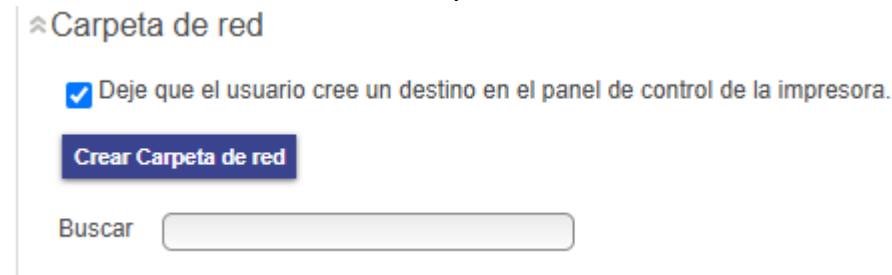 Carpeta de red
Deje que el usuario cree un destino en el panel de control de la impresora.
Crear Carpeta de red
Buscar